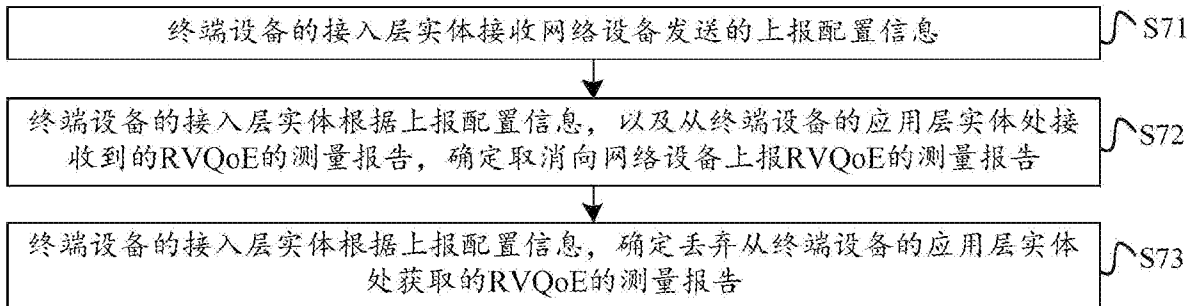 终端设备的接入层实体接收网络设备发送的上报配置信息
S71
终端设备的接入层实体根据上报配置信息，以及从终端设备的应用层实体处接
收到的RVQoE的测量报告，确定取消向网络设备上报RVQoE的测量报告
S72
终端设备的接入层实体根据上报配置信息，确定丢弃从终端设备的应用层实体
处获取的RVQoE的测量报告
S73